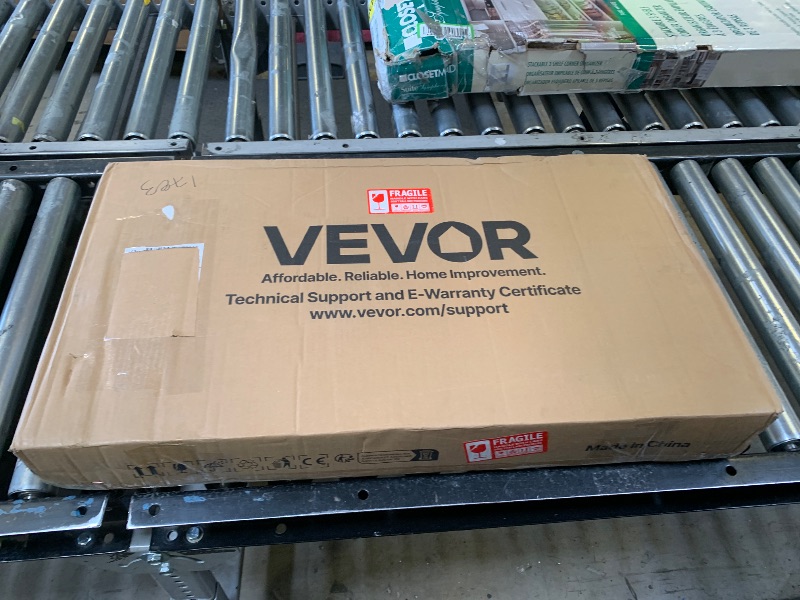 CLOSETMAID
FRAGILE
VEVOR
Affordable. Reliable. Home Improvement.
Technical Support and E-Warranty Certificate
www.vevor.com/support
FRAGILE
Made in China